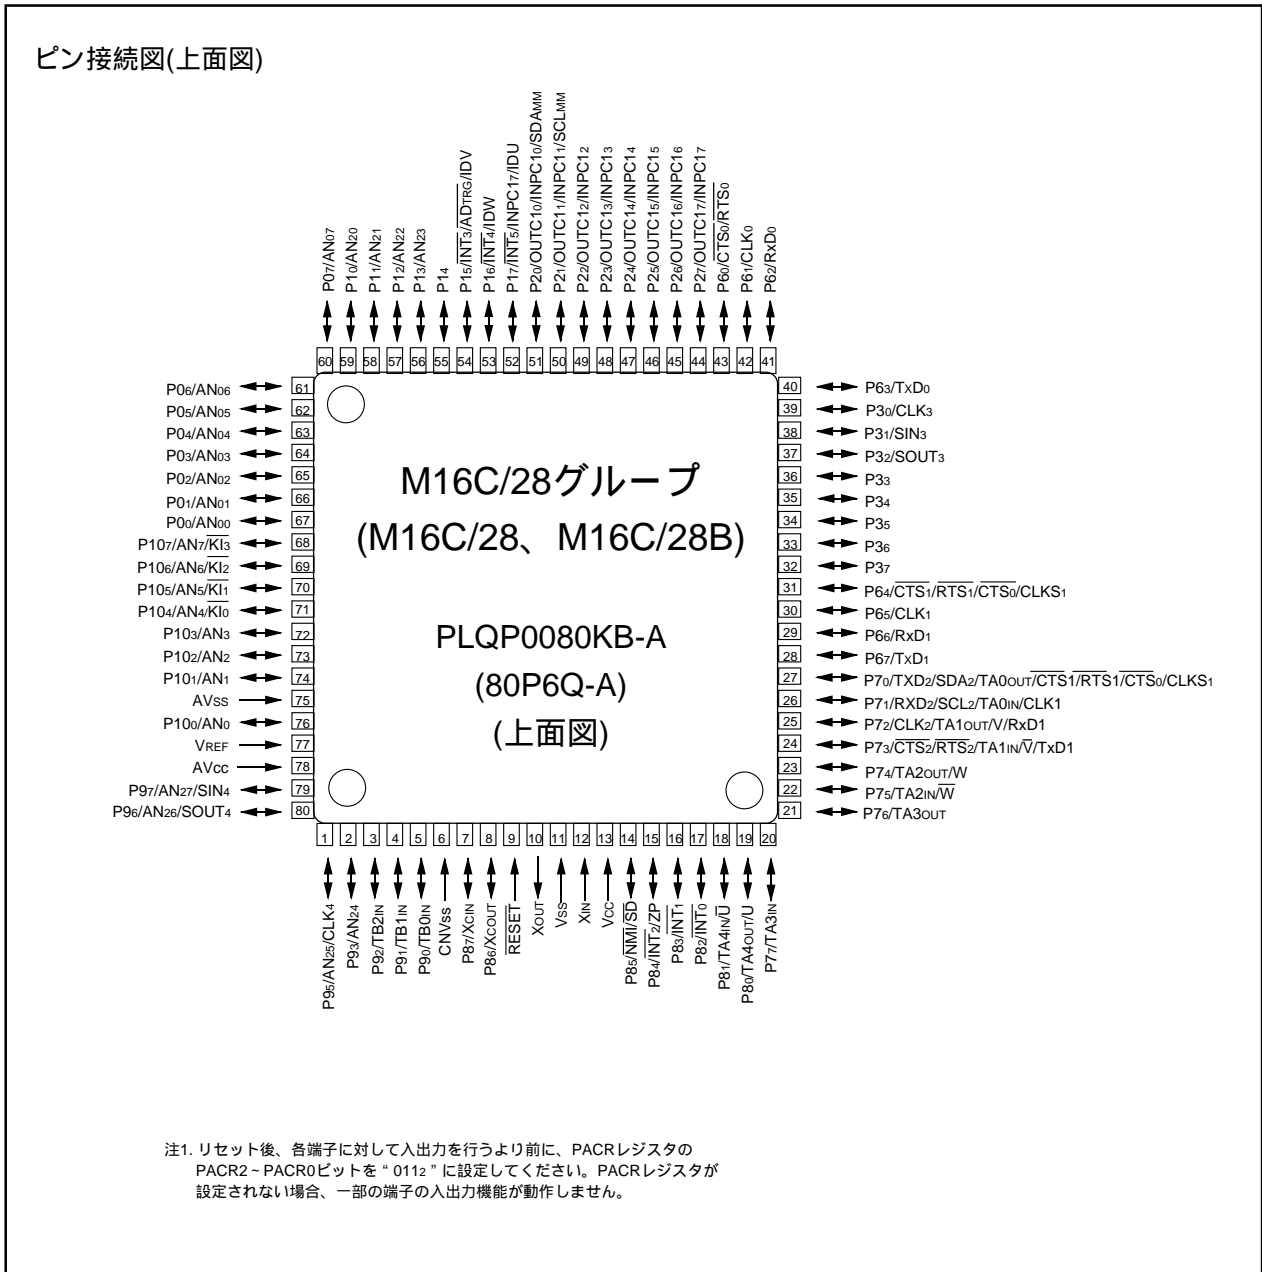 ピン接続図(上面図)
P07/AN07
P10/AN20
P11/AN21
P12/AN22
P13/AN23
P14
P15/INT3/ADTRG/IDV
P16/INT4/IDW
P17/INT5/INPC17/IDU
P20/OUTC10/INPC10/SDAMM
P21/OUTC11/INPC11/SCLMM
P22/OUTC12/INPC12
P23/OUTC13/INPC13
P24/OUTC14/INPC14
P25/OUTC15/INPC15
P26/OUTC16/INPC16
P27/OUTC17/INPC17
P60/CTS0/RTS0
P61/CLK0
P62/RxD0
60 59 58 57 56 55 54 53 52 51 50 49 48 47 46 45 44 43 42 41
P06/AN06 61
P05/AN05 62
P04/AN04 63
P03/AN03 64
P02/AN02 65
P01/AN01 66
P00/AN00 67
P107/AN7/KI3 68
P106/AN6/KI2 69
P105/AN5/KI1 70
P104/AN4/KI0 71
P103/AN3 72
P102/AN2 73
P101/AN1 74
AVSS 75
P100/AN0 76
VREF 77
AVCC 78
P97/AN27/SIN4 79
P96/AN26/SOUT4 80
M16C/28グループ
(M16C/28、M16C/28B)
PLQP0080KB-A
(80P6Q-A)
(上面図)
40 P63/TxD0
39 P30/CLK3
38 P31/SIN3
37 P32/SOUT3
36 P33
35 P34
34 P35
33 P36
32 P37
31 P64/CTS1/RTS1/CTS0/CLKS1
30 P65/CLK1
29 P66/RxD1
28 P67/TxD1
27 P70/TXD2/SDA2/TA0OUT/CTS1/RTS1/CTS0/CLKS1
26 P71/RXD2/SCL2/TA0IN/CLK1
25 P72/CLK2/TA1OUT/V/RxD1
24 P73/CTS2/RTS2/TA1IN/V/TxD1
23 P74/TA2OUT/W
22 P75/TA2IN/W
21 P76/TA3OUT
1 2 3 4 5 6 7 8 9 10 11 12 13 14 15 16 17 18 19 20
P95/AN25/CLK4
P93/AN24
P92/TB2IN
P91/TB1IN
P90/TB0IN
CNVSS
P87/XCIN
P86/XCOUT
RESET
XOUT
VSS
XIN
VCC
P85/NMI/SD
P84/INT2/ZP
P83/INT1
P82/INT0
P81/TA4IN/U
P80/TA4OUT/U
P77/TA3IN
注1. リセット後、各端子に対して入出力を行うより前に、PACRレジスタの
PACR2~PACR0ビットを“0112”に設定してください。PACRレジスタが
設定されない場合、一部の端子の入出力機能が動作しません。